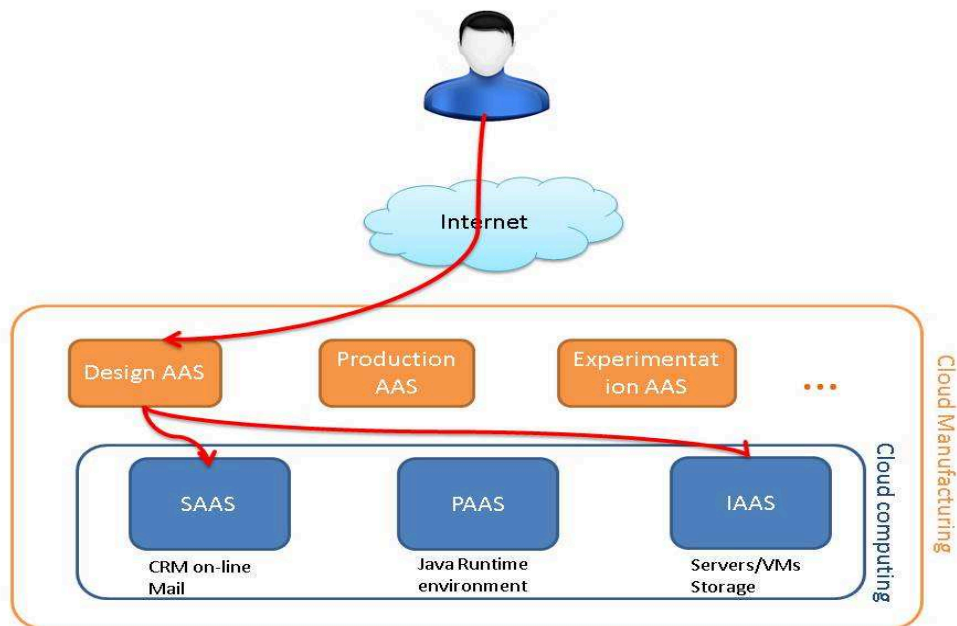 Internet
Design AAS
Production
AAS
Experimentat
ion AAS
...
Cloud Manufacturing
Cloud computing
SAAS
PAAS
IAAS
CRM on-line
Mail
Java Runtime
environment
Servers/VMs
Storage